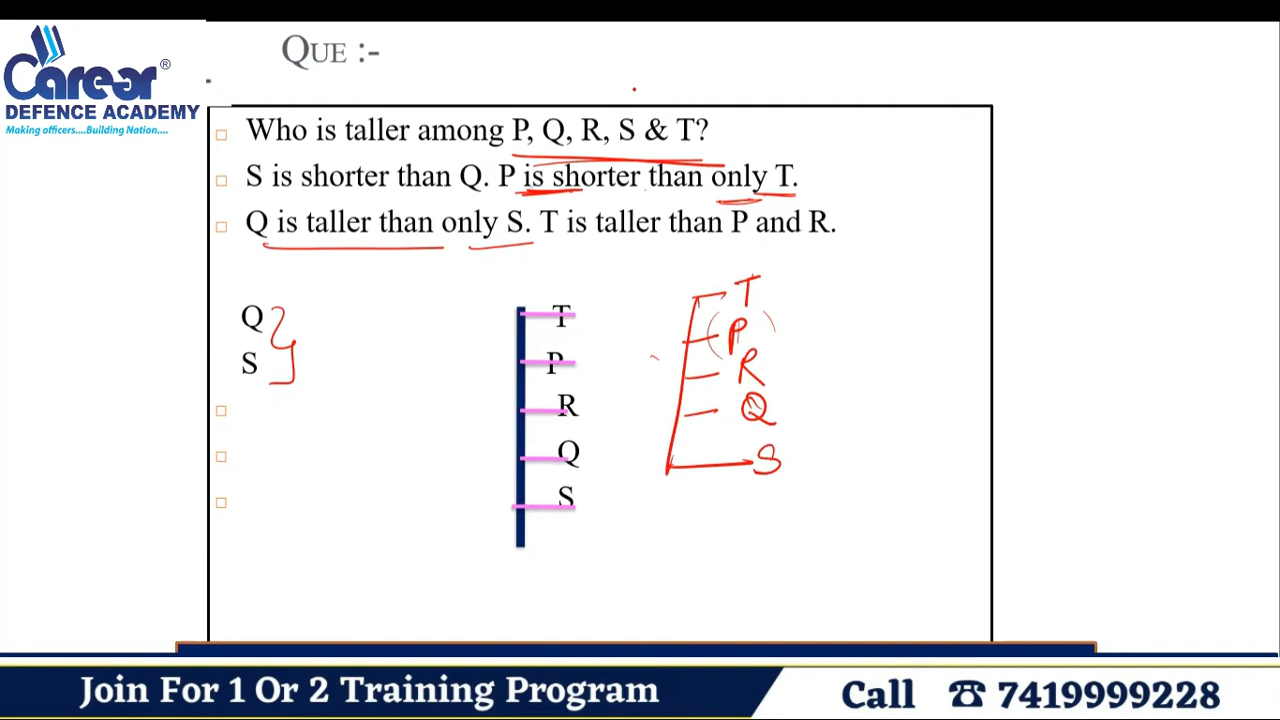 QUE :-
Carear®
DEFENCE ACADEMY
Making officers....Building Nation....
Who is taller among P, Q, R, S & T?
S is shorter than Q. P is shorter than only T.
Q is taller than only S. T is taller than P and R.
Q
S
T
P
R
Q
S
T
(P)
R
Q
S
Join For 1 Or 2 Training Program
Call ☎ 7419999228